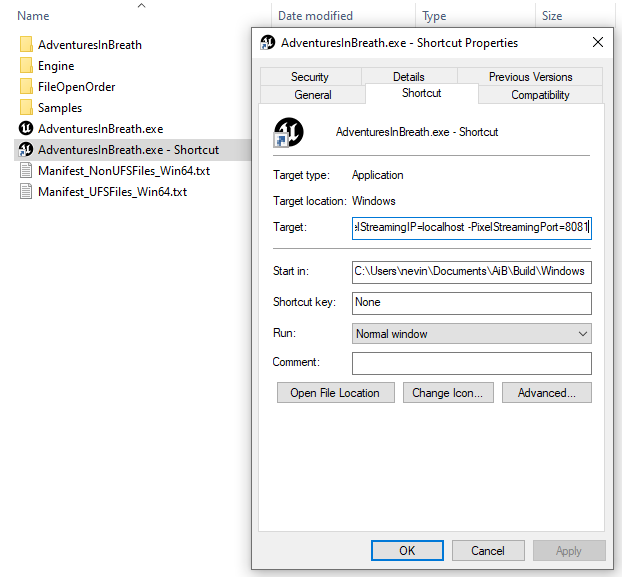 Name Date modified Type Size
AdventuresInBreath
Engine
FileOpenOrder
Samples
AdventuresInBreath.exe
AdventuresInBreath.exe - Shortcut
Manifest_NonUFSFiles_Win64.txt
Manifest_UFSFiles_Win64.txt
AdventuresInBreath.exe - Shortcut Properties
Security Details Previous Versions
General Shortcut Compatibility
AdventuresInBreath.exe - Shortcut
Target type: Application
Target location: Windows
Target: elStreamingIP=localhost -PixelStreamingPort=8081
Start in: C:\Users\nevin\Documents\AiB\Build\Windows
Shortcut key: None
Run: Normal window
Comment:
Open File Location Change Icon... Advanced...
OK Cancel Apply